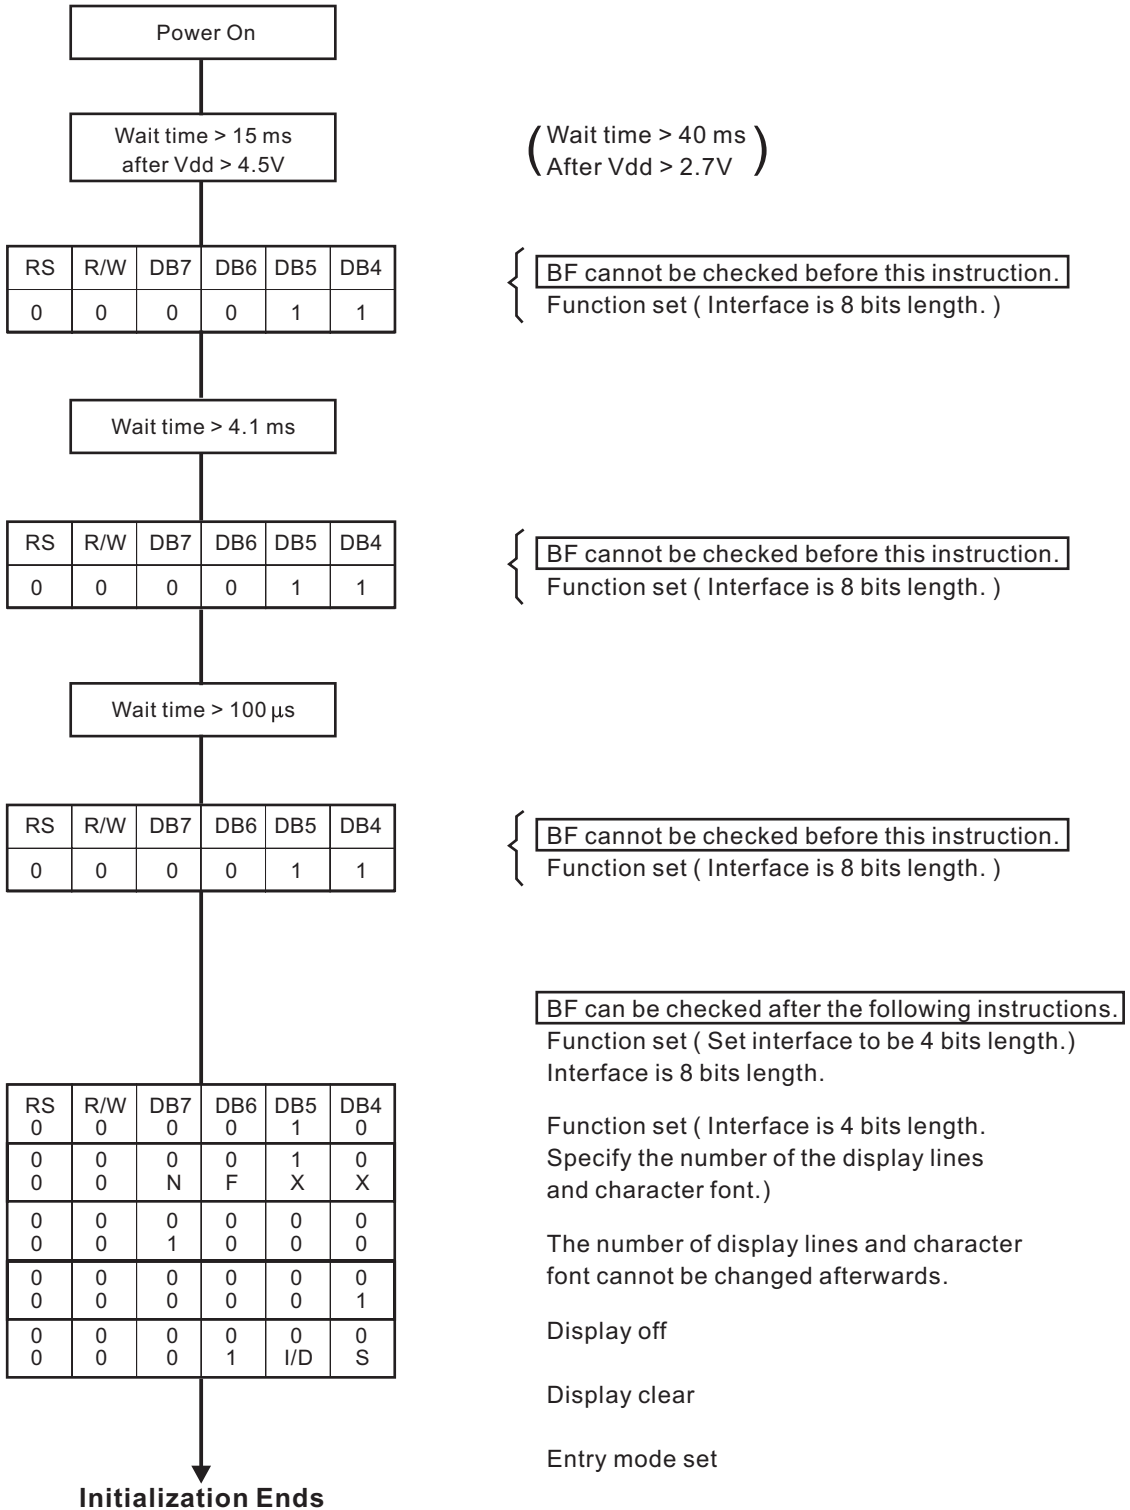 Power On
Wait time > 15 ms
after Vdd > 4.5V
(Wait time > 40 ms
After Vdd > 2.7V)
RS R/W DB7 DB6 DB5 DB4
0 0 0 0 1 1
BF cannot be checked before this instruction.
Function set ( Interface is 8 bits length. )
Wait time > 4.1 ms
RS R/W DB7 DB6 DB5 DB4
0 0 0 0 1 1
BF cannot be checked before this instruction.
Function set ( Interface is 8 bits length. )
Wait time > 100 µs
RS R/W DB7 DB6 DB5 DB4
0 0 0 0 1 1
BF cannot be checked before this instruction.
Function set ( Interface is 8 bits length. )
RS R/W DB7 DB6 DB5 DB4
0 0 0 0 1 0
0 0 0 0 1 0
0 0 N F X X
0 0 0 0 0 0
0 0 1 0 0 0
0 0 0 0 0 0
0 0 0 0 0 1
0 0 0 0 0 0
0 0 0 1 I/D S
BF can be checked after the following instructions.
Function set ( Set interface to be 4 bits length.)
Interface is 8 bits length.
Function set ( Interface is 4 bits length.
Specify the number of the display lines
and character font.)
The number of display lines and character
font cannot be changed afterwards.
Display off
Display clear
Entry mode set
Initialization Ends